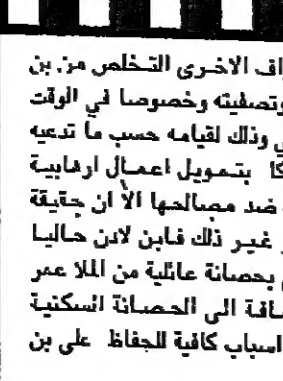 اف الاخرى التخلص من بن
وتصفيته وخصوصا في الوقت
ي وذلك لقيامه حسب ما تدعيه
كا بتمويل اعمال ارهابية
ضد مصالحها الأ ان حقيقة
ر غير ذلك فابن لادن حاليا
م بحصانة عائلية من الملا عمر
سافة الى الحصانة السكنية
اسباب كافية للحفاظ على بن